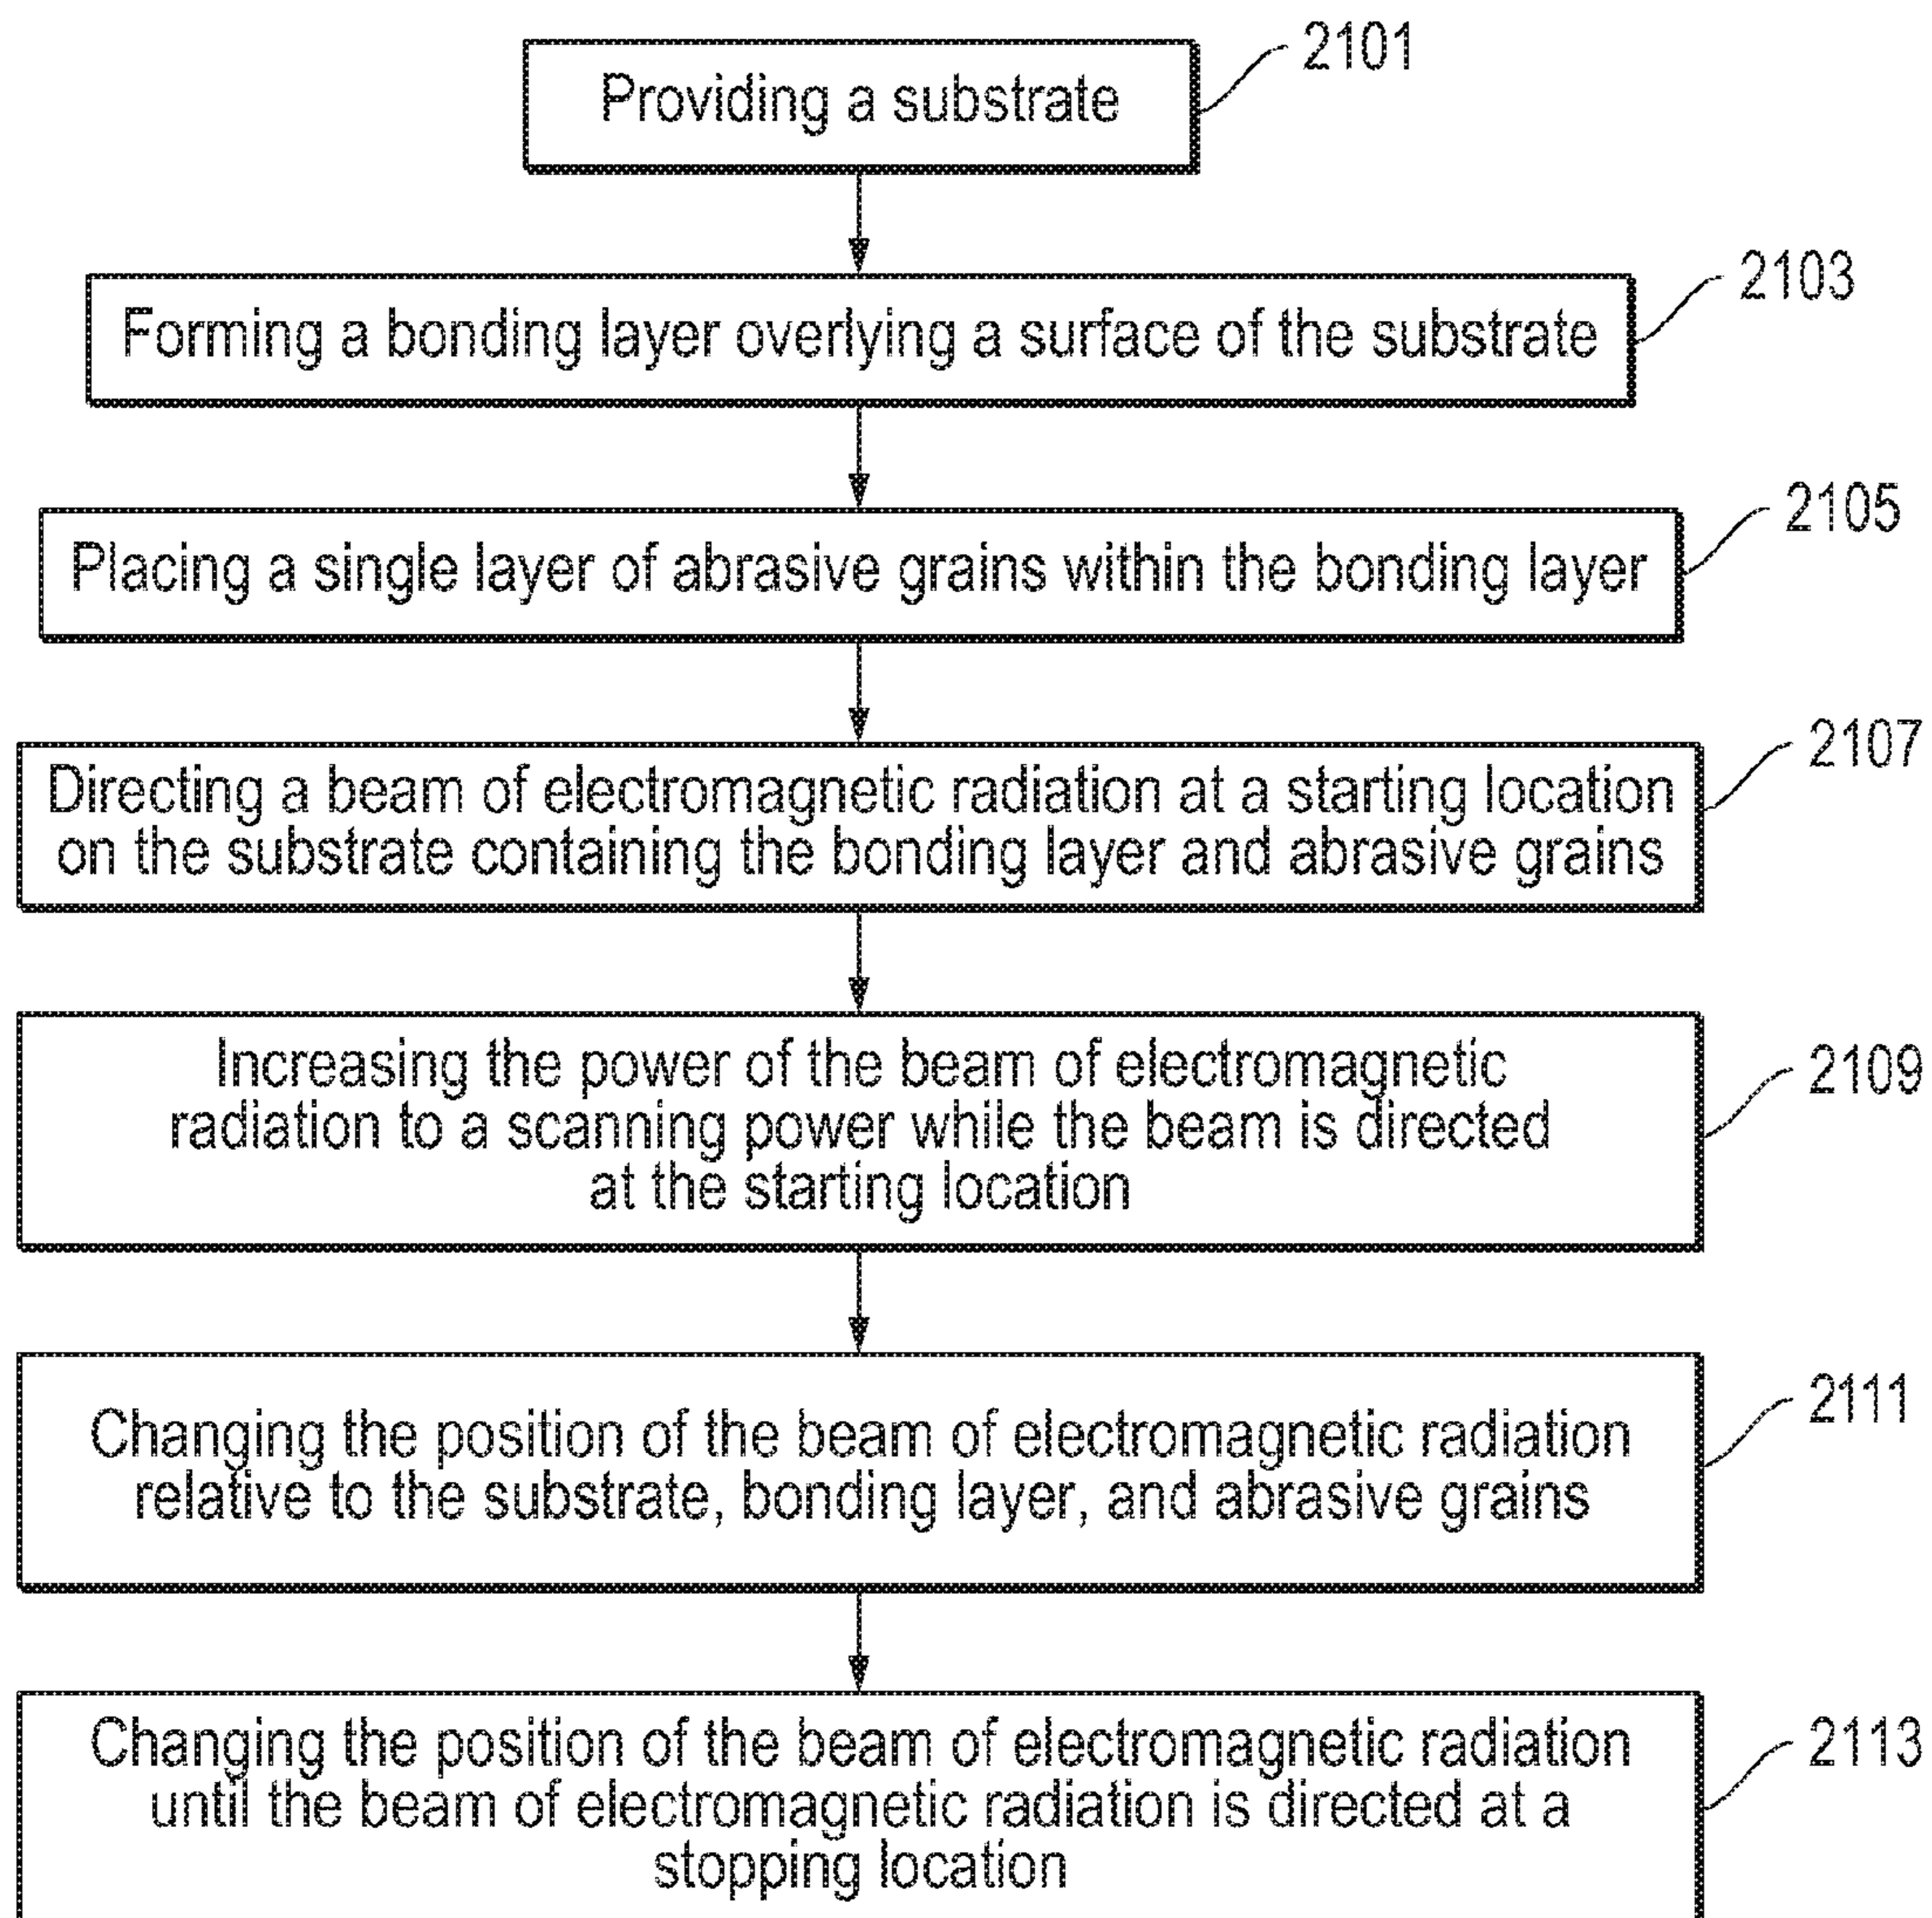 2101
Providing a substrate
2103
Forming a bonding layer overlying a surface of the substrate
2105
Placing a single layer of abrasive grains within the bonding layer
2107
Directing a beam of electromagnetic radiation at a starting location
on the substrate containing the bonding layer and abrasive grains
2109
Increasing the power of the beam of electromagnetic
radiation to a scanning power while the beam is directed
at the starting location
2111
Changing the position of the beam of electromagnetic radiation
relative to the substrate, bonding layer, and abrasive grains
2113
Changing the position of the beam of electromagnetic radiation
until the beam of electromagnetic radiation is directed at a
stopping location